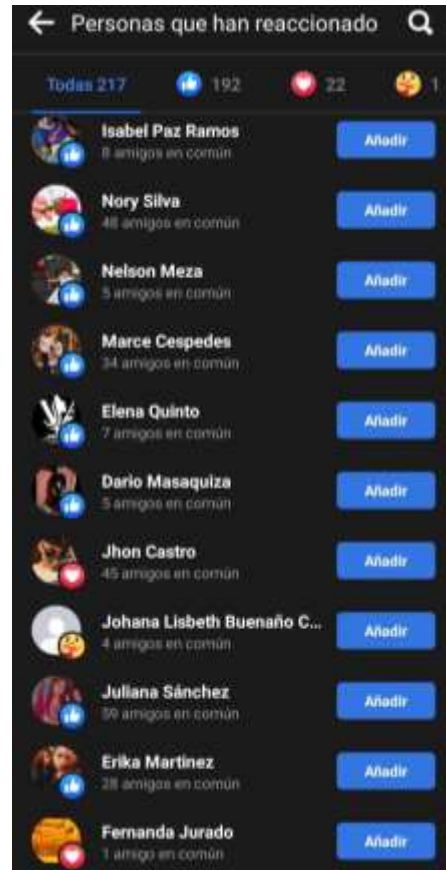 Personas que han reaccionado
Todas 217 192 22 1
Isabel Paz Ramos
8 amigos en común
Añadir
Nory Silva
48 amigos en común
Añadir
Nelson Meza
5 amigos en común
Añadir
Marce Cespedes
34 amigos en común
Añadir
Elena Quinto
7 amigos en común
Añadir
Dario Masaquiza
5 amigos en común
Añadir
Jhon Castro
45 amigos en común
Añadir
Johana Lisbeth Buenaño C...
4 amigos en común
Añadir
Juliana Sánchez
59 amigos en común
Añadir
Erika Martinez
28 amigos en común
Añadir
Fernanda Jurado
1 amigo en común
Añadir